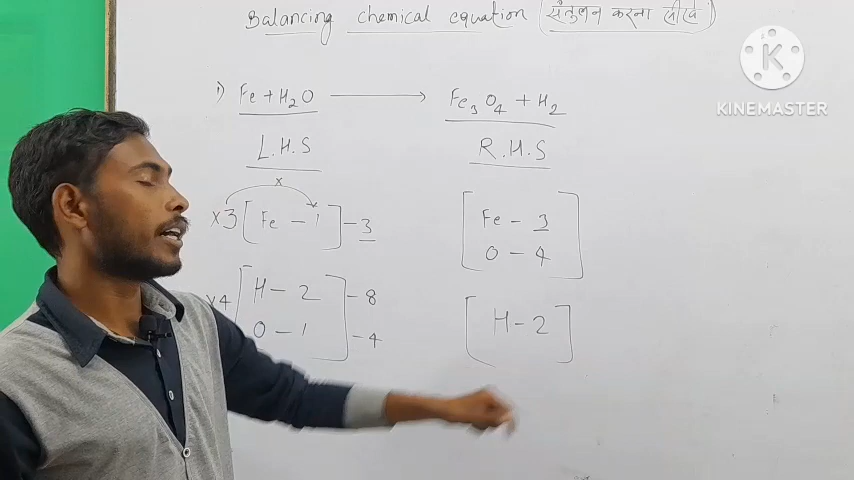 Balancing chemical equation (संतुलन करना सीखें)
1) Fe + H2O → Fe3O4 + H2
L.H.S R.H.S
x
x3 [Fe - 1] - 3 [Fe - 3
O - 4]
x4 [H - 2 - 8
O - 1] - 4
[H - 2]
K
KINEMASTER